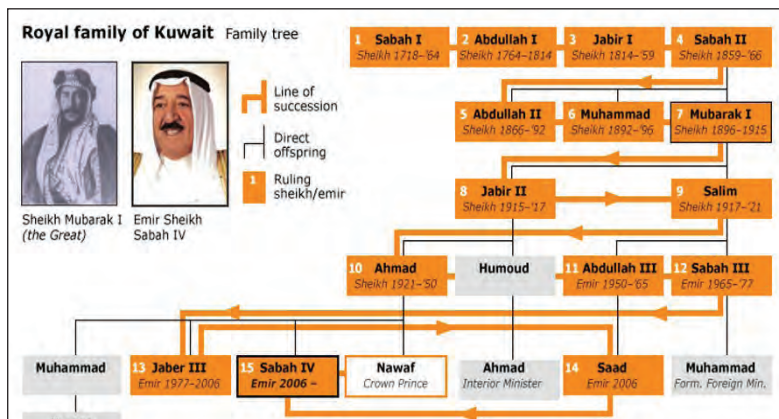 Royal family of Kuwait Family tree
1 Sabah I
Sheikh 1718–'64
2 Abdullah I
Sheikh 1764–1814
3 Jabir I
Sheikh 1814–'59
4 Sabah II
Sheikh 1859–'66
Line of
succession
Direct
offspring
1 Ruling
sheikh/emir
Sheikh Mubarak I
(the Great)
Emir Sheikh
Sabah IV
5 Abdullah II
Sheikh 1866–'92
6 Muhammad
Sheikh 1892–'96
7 Mubarak I
Sheikh 1896–1915
8 Jabir II
Sheikh 1915–'17
9 Salim
Sheikh 1917–'21
10 Ahmad
Sheikh 1921–'50
Humoud
11 Abdullah III
Emir 1950–'65
12 Sabah III
Emir 1965–'77
Muhammad
13 Jaber III
Emir 1977–2006
15 Sabah IV
Emir 2006 –
Nawaf
Crown Prince
Ahmad
Interior Minister
14 Saad
Emir 2006
Muhammad
Form. Foreign Min.